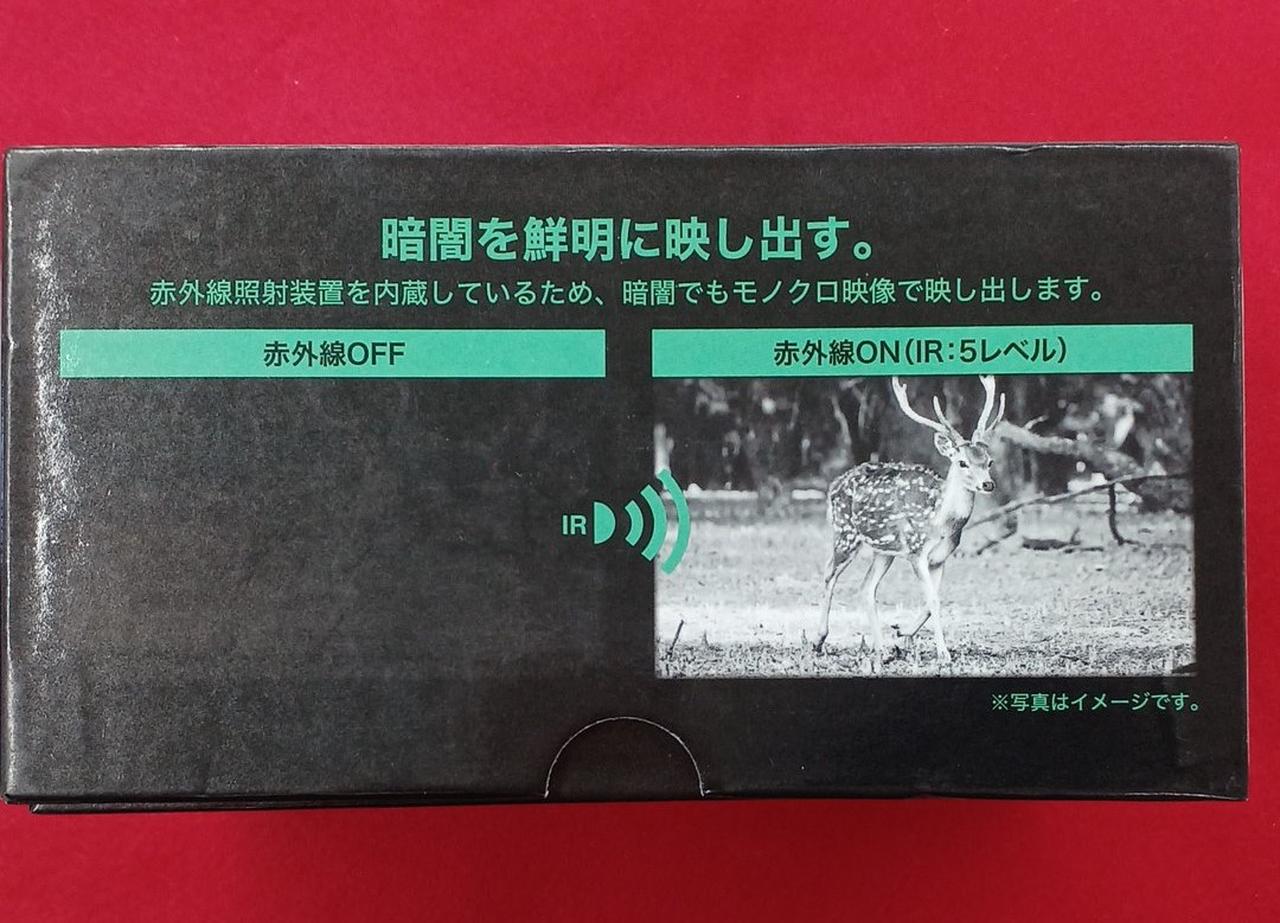 暗闇を鮮明に映し出す。
赤外線照射装置を内蔵しているため、暗闇でもモノクロ映像で映し出します。
赤外線OFF
赤外線ON(IR:5レベル)
IR
※写真はイメージです。